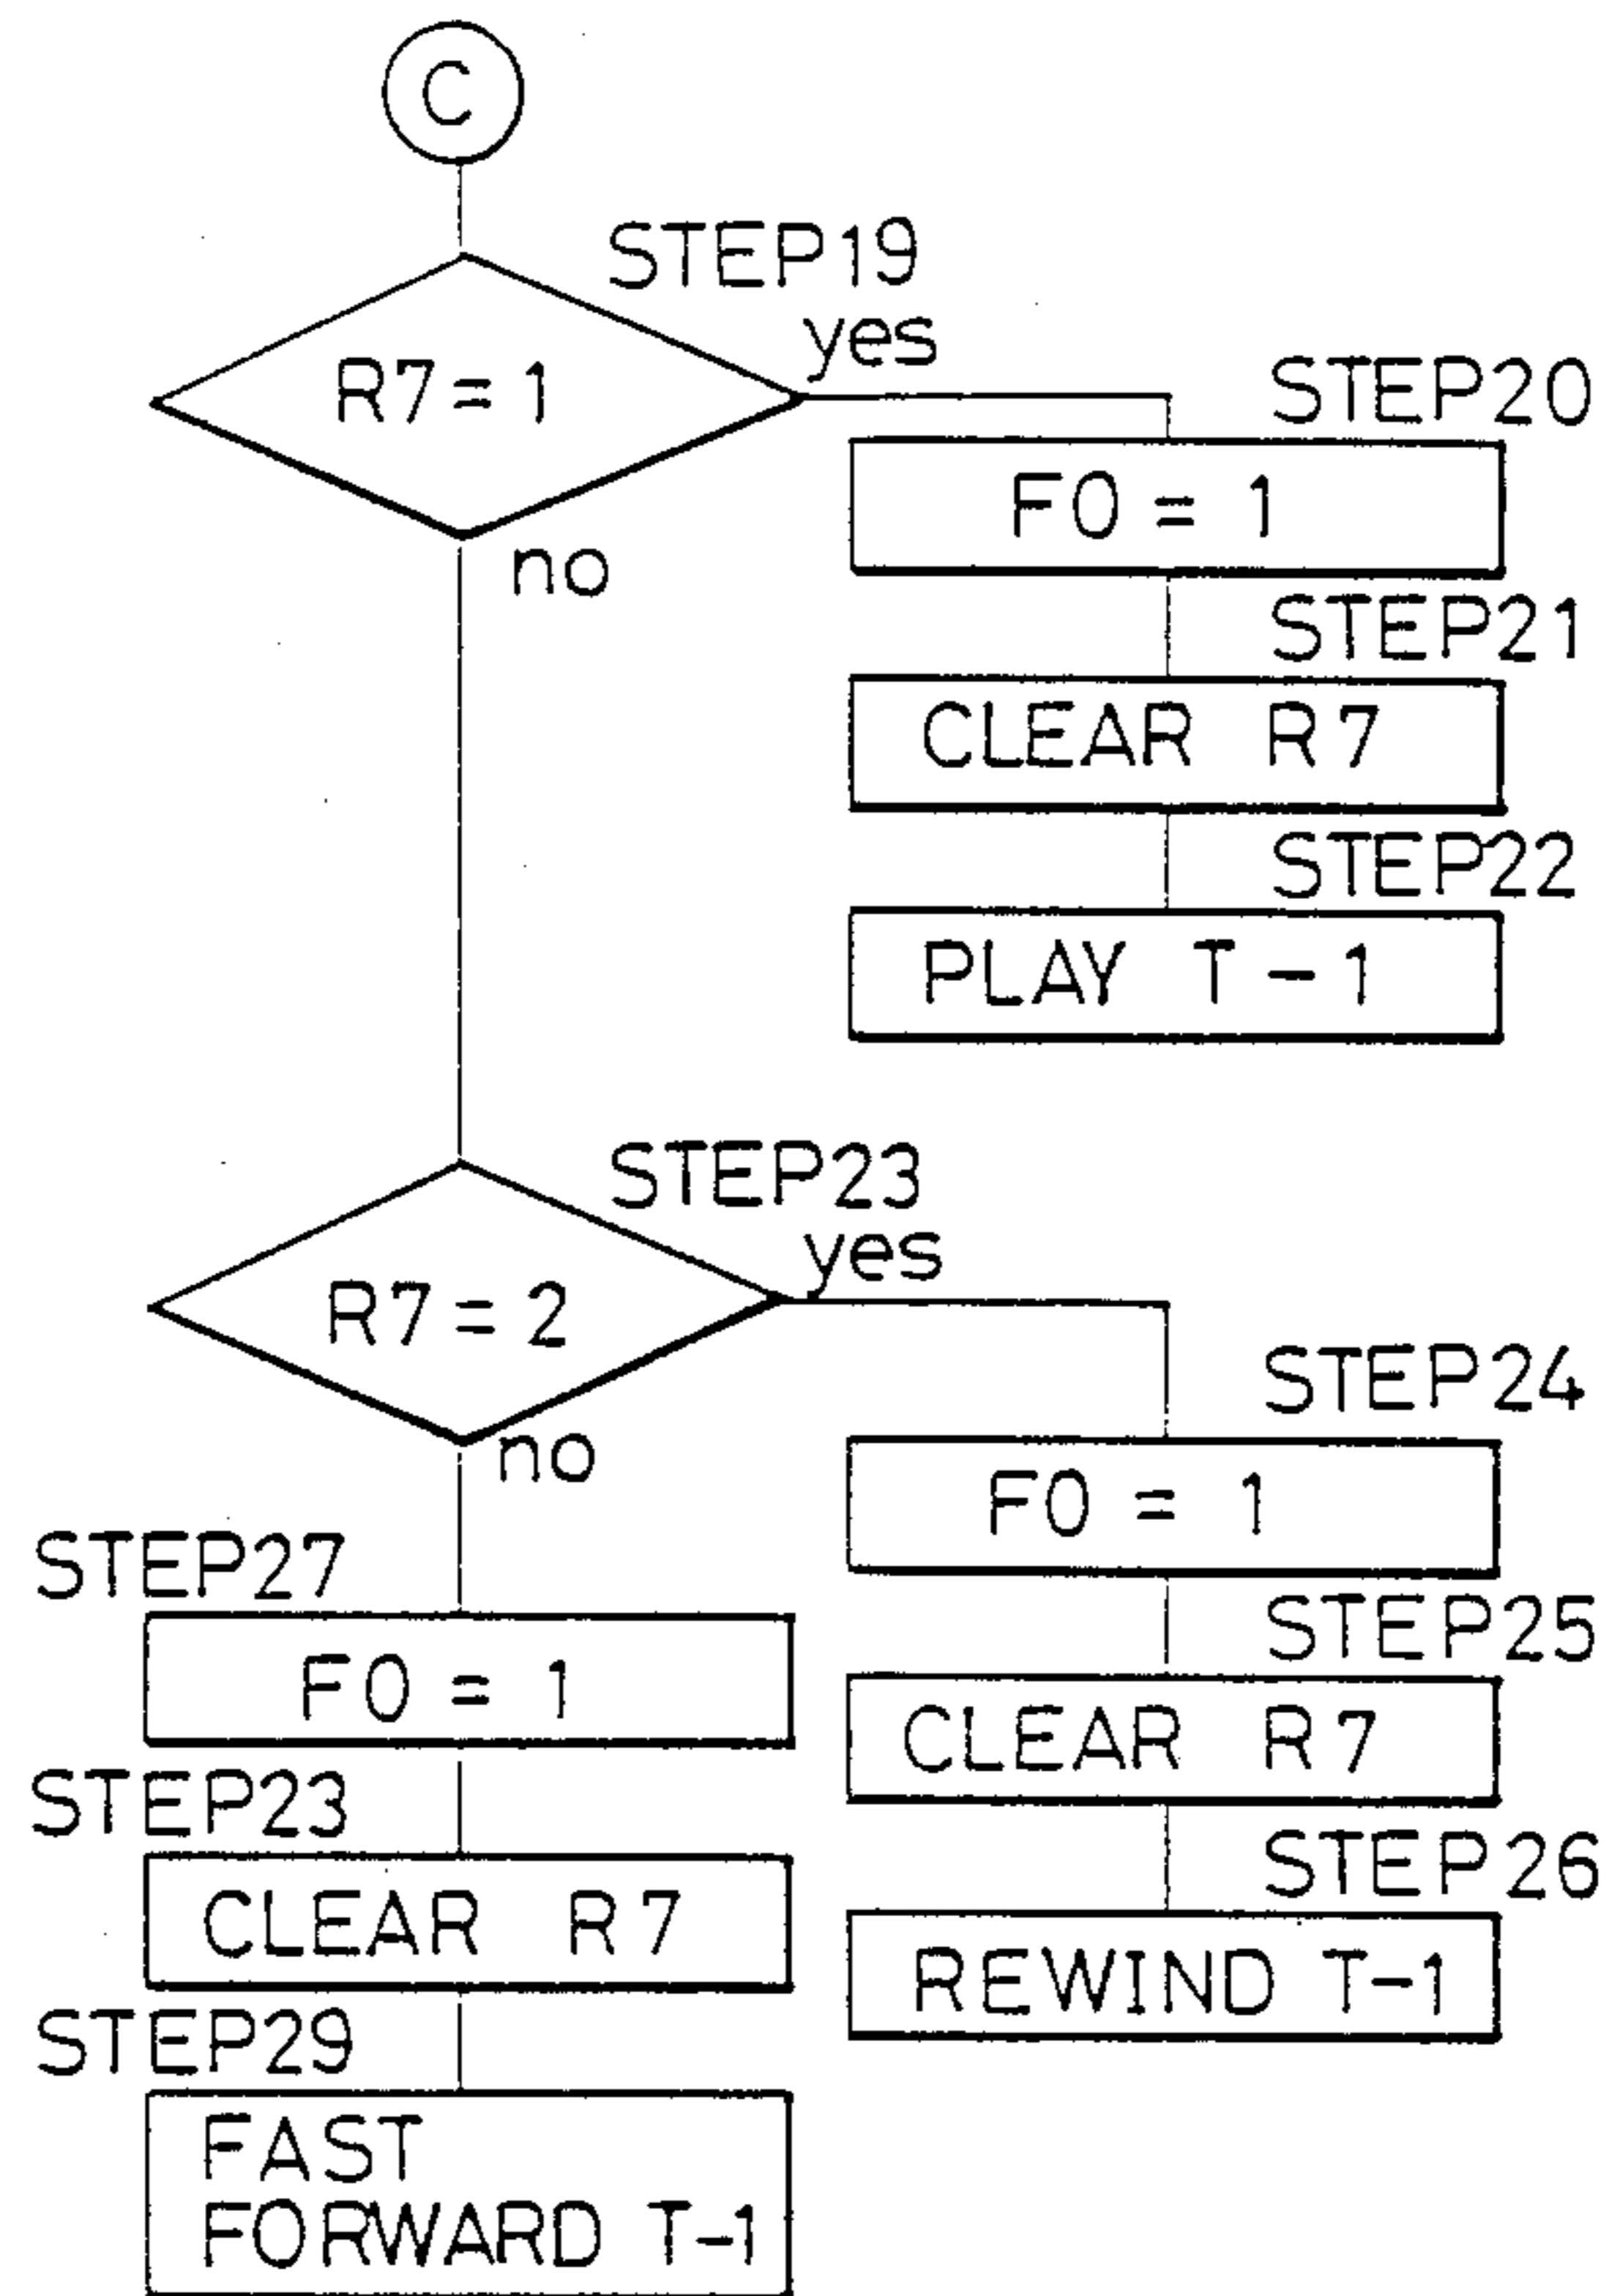 C
STEP19
R7=1
yes
no
STEP20
F0 = 1
STEP21
CLEAR R7
STEP22
PLAY T-1
STEP23
R7=2
yes
no
STEP24
F0 = 1
STEP25
CLEAR R7
STEP26
REWIND T-1
STEP27
F0 = 1
STEP23
CLEAR R7
STEP29
FAST
FORWARD T-1